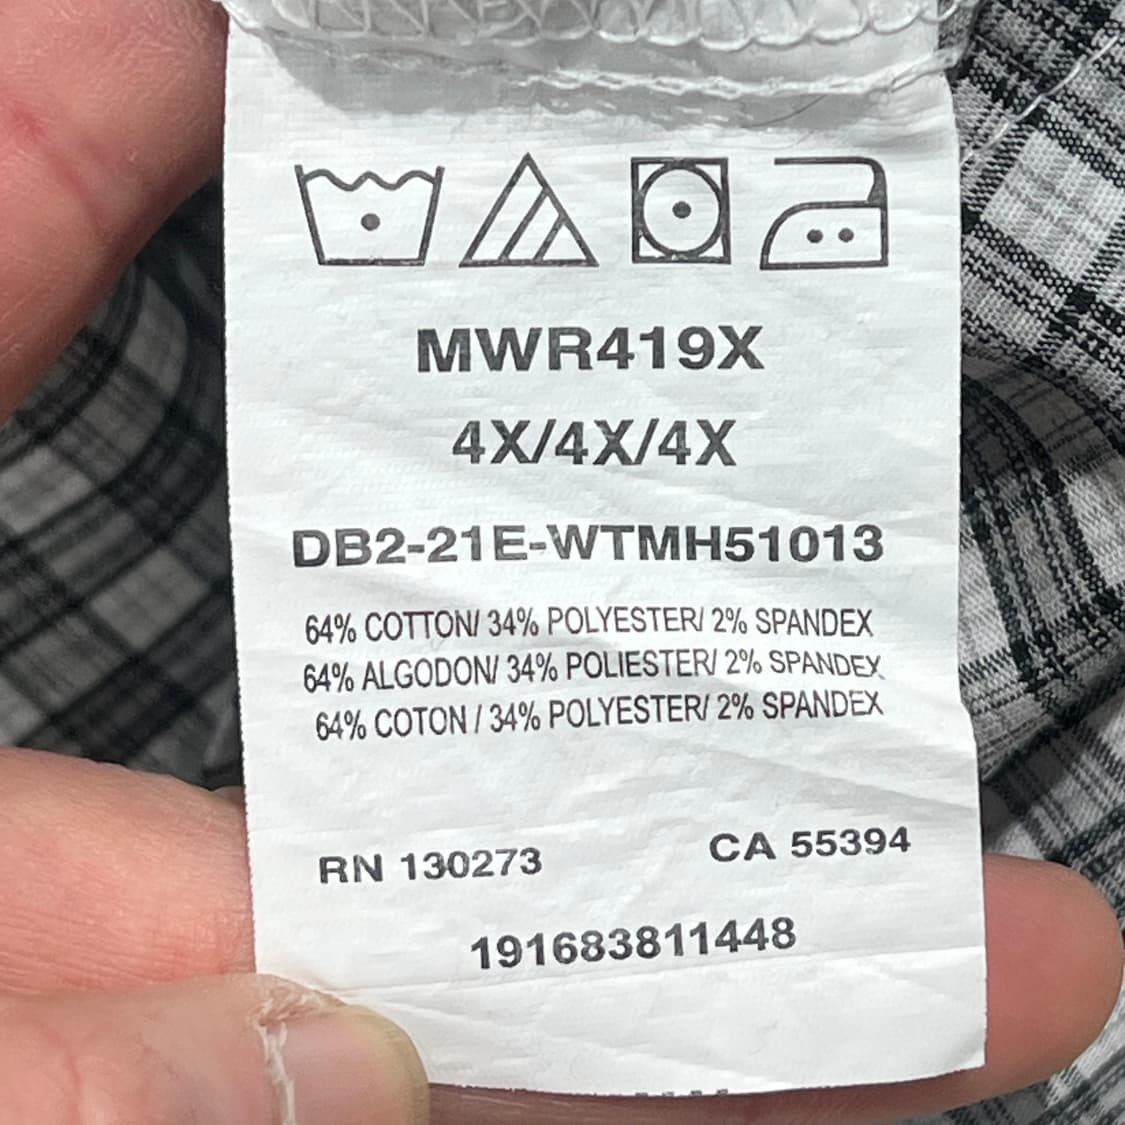 MWR419X
4X/4X/4X
DB2-21E-WTMH51013
64% COTTON/ 34% POLYESTER/ 2% SPANDEX
64% ALGODON/ 34% POLIESTER/ 2% SPANDEX
64% COTON / 34% POLYESTER/ 2% SPANDEX
RN 130273 CA 55394
191683811448